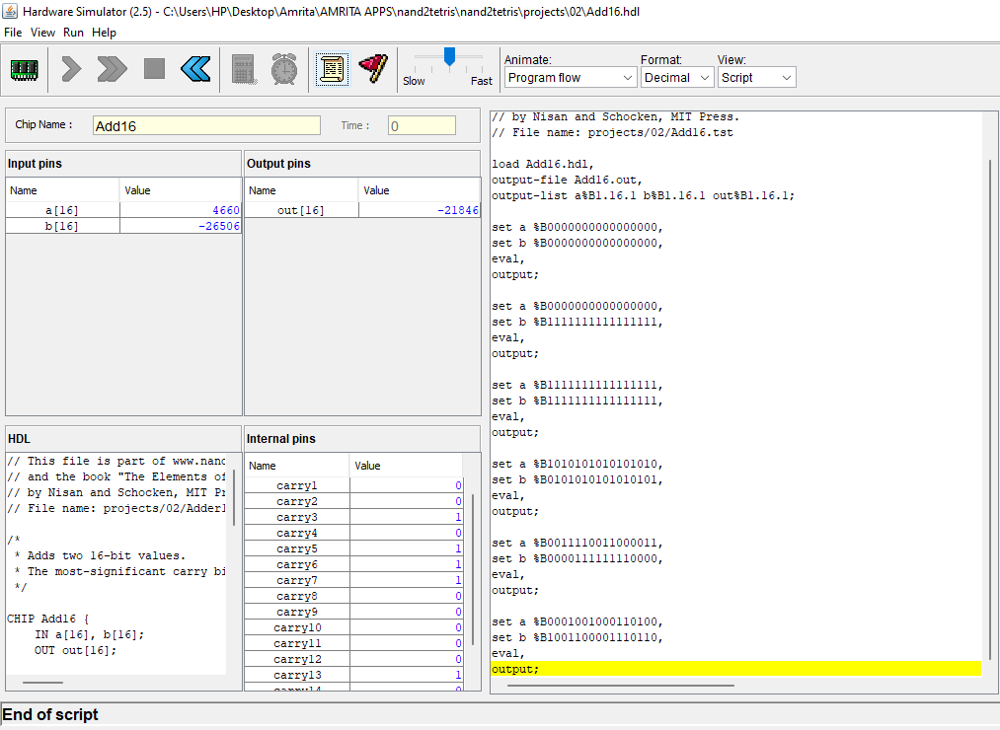 Hardware Simulator (2.5) - C:\Users\HP\Desktop\Amrita\AMRITA APPS\nand2tetris\nand2tetris\projects\02\Add16.hdl
File View Run Help
Slow Fast
Animate: Format: View:
Program flow Decimal Script
Chip Name : Add16 Time : 0
Input pins
Name Value
a[16] 4660
b[16] -26506
Output pins
Name Value
out[16] -21846
HDL
// This file is part of www.nand
// and the book "The Elements of
// by Nisan and Schocken, MIT Pr
// File name: projects/02/Adder1
/*
* Adds two 16-bit values.
* The most-significant carry bi
*/
CHIP Add16 {
IN a[16], b[16];
OUT out[16];
Internal pins
Name Value
carry1 0
carry2 0
carry3 1
carry4 0
carry5 1
carry6 1
carry7 1
carry8 0
carry9 0
carry10 0
carry11 0
carry12 0
carry13 1
carry14 0
// by Nisan and Schocken, MIT Press.
// File name: projects/02/Add16.tst
load Add16.hdl,
output-file Add16.out,
output-list a%B1.16.1 b%B1.16.1 out%B1.16.1;
set a %B0000000000000000,
set b %B0000000000000000,
eval,
output;
set a %B0000000000000000,
set b %B1111111111111111,
eval,
output;
set a %B1111111111111111,
set b %B1111111111111111,
eval,
output;
set a %B1010101010101010,
set b %B0101010101010101,
eval,
output;
set a %B0011110011000011,
set b %B0000111111110000,
eval,
output;
set a %B0001001000110100,
set b %B1001100001110110,
eval,
output;
End of script